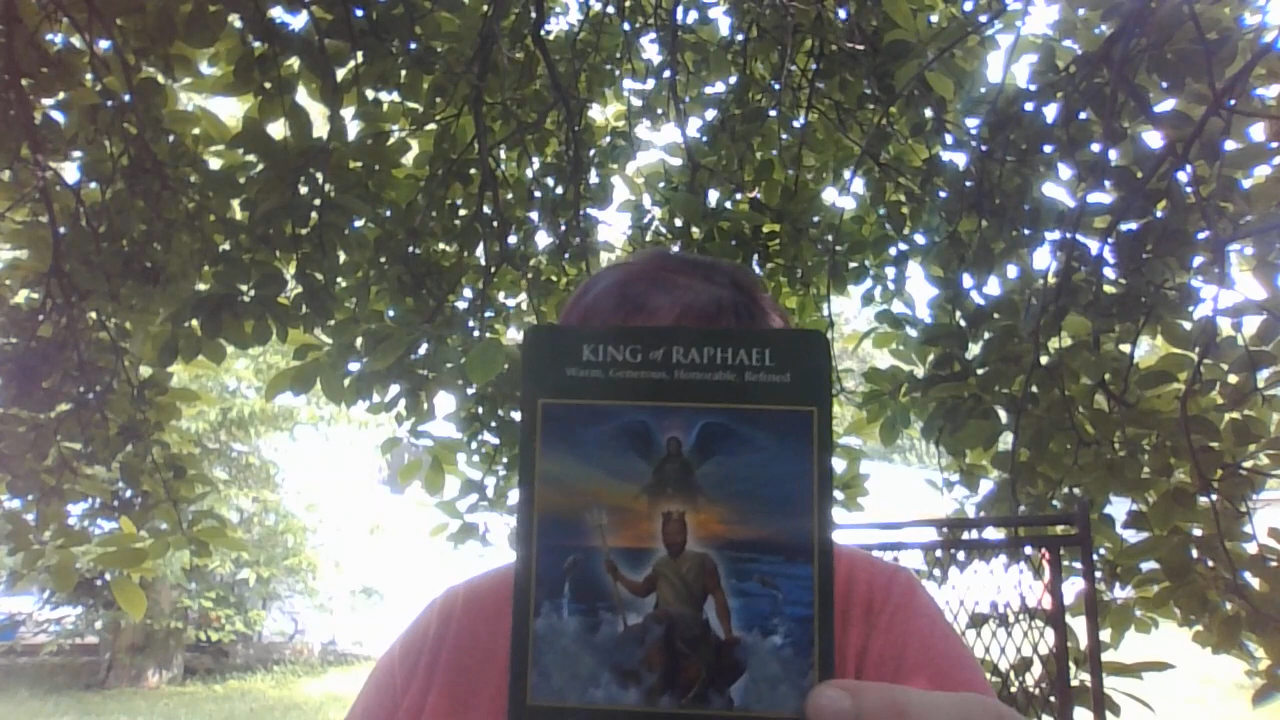 KING of RAPHAEL
Warm, Generous, Honorable, Refined